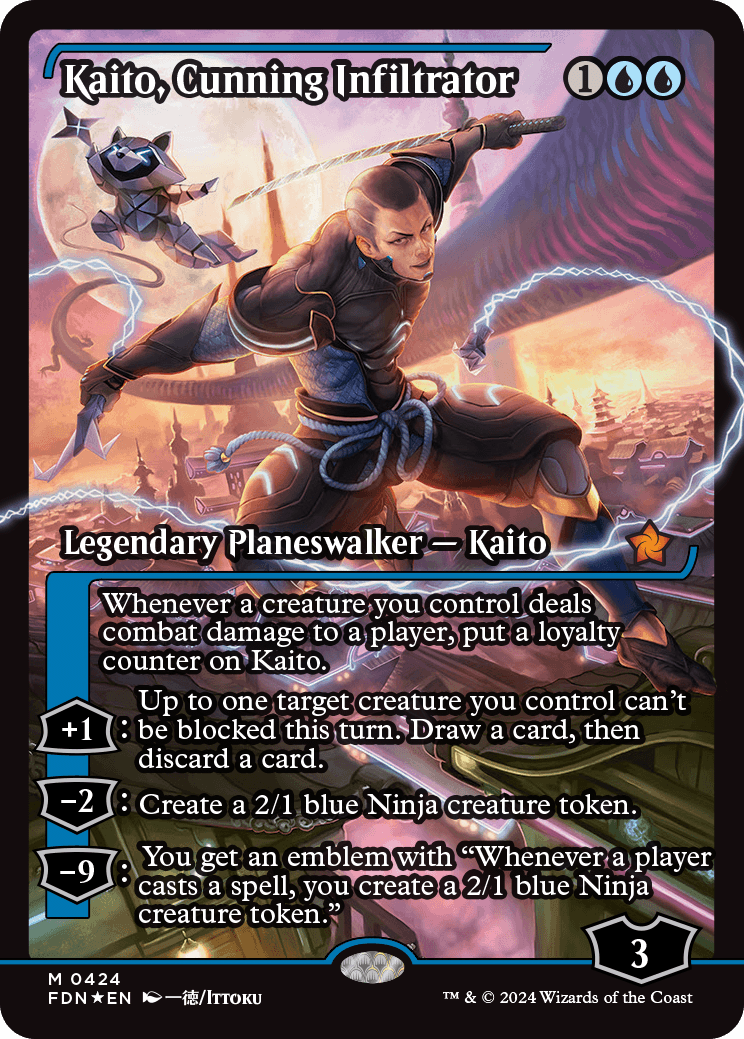 Kaito, Cunning Infiltrator 1
Legendary Planeswalker — Kaito
Whenever a creature you control deals
combat damage to a player, put a loyalty
counter on Kaito.
+1: Up to one target creature you control can't
be blocked this turn. Draw a card, then
discard a card.
−2: Create a 2/1 blue Ninja creature token.
−9: You get an emblem with “Whenever a player
casts a spell, you create a 2/1 blue Ninja
creature token.”
3
M 0424
FDN★EN 一徳/Ittoku
™ & © 2024 Wizards of the Coast